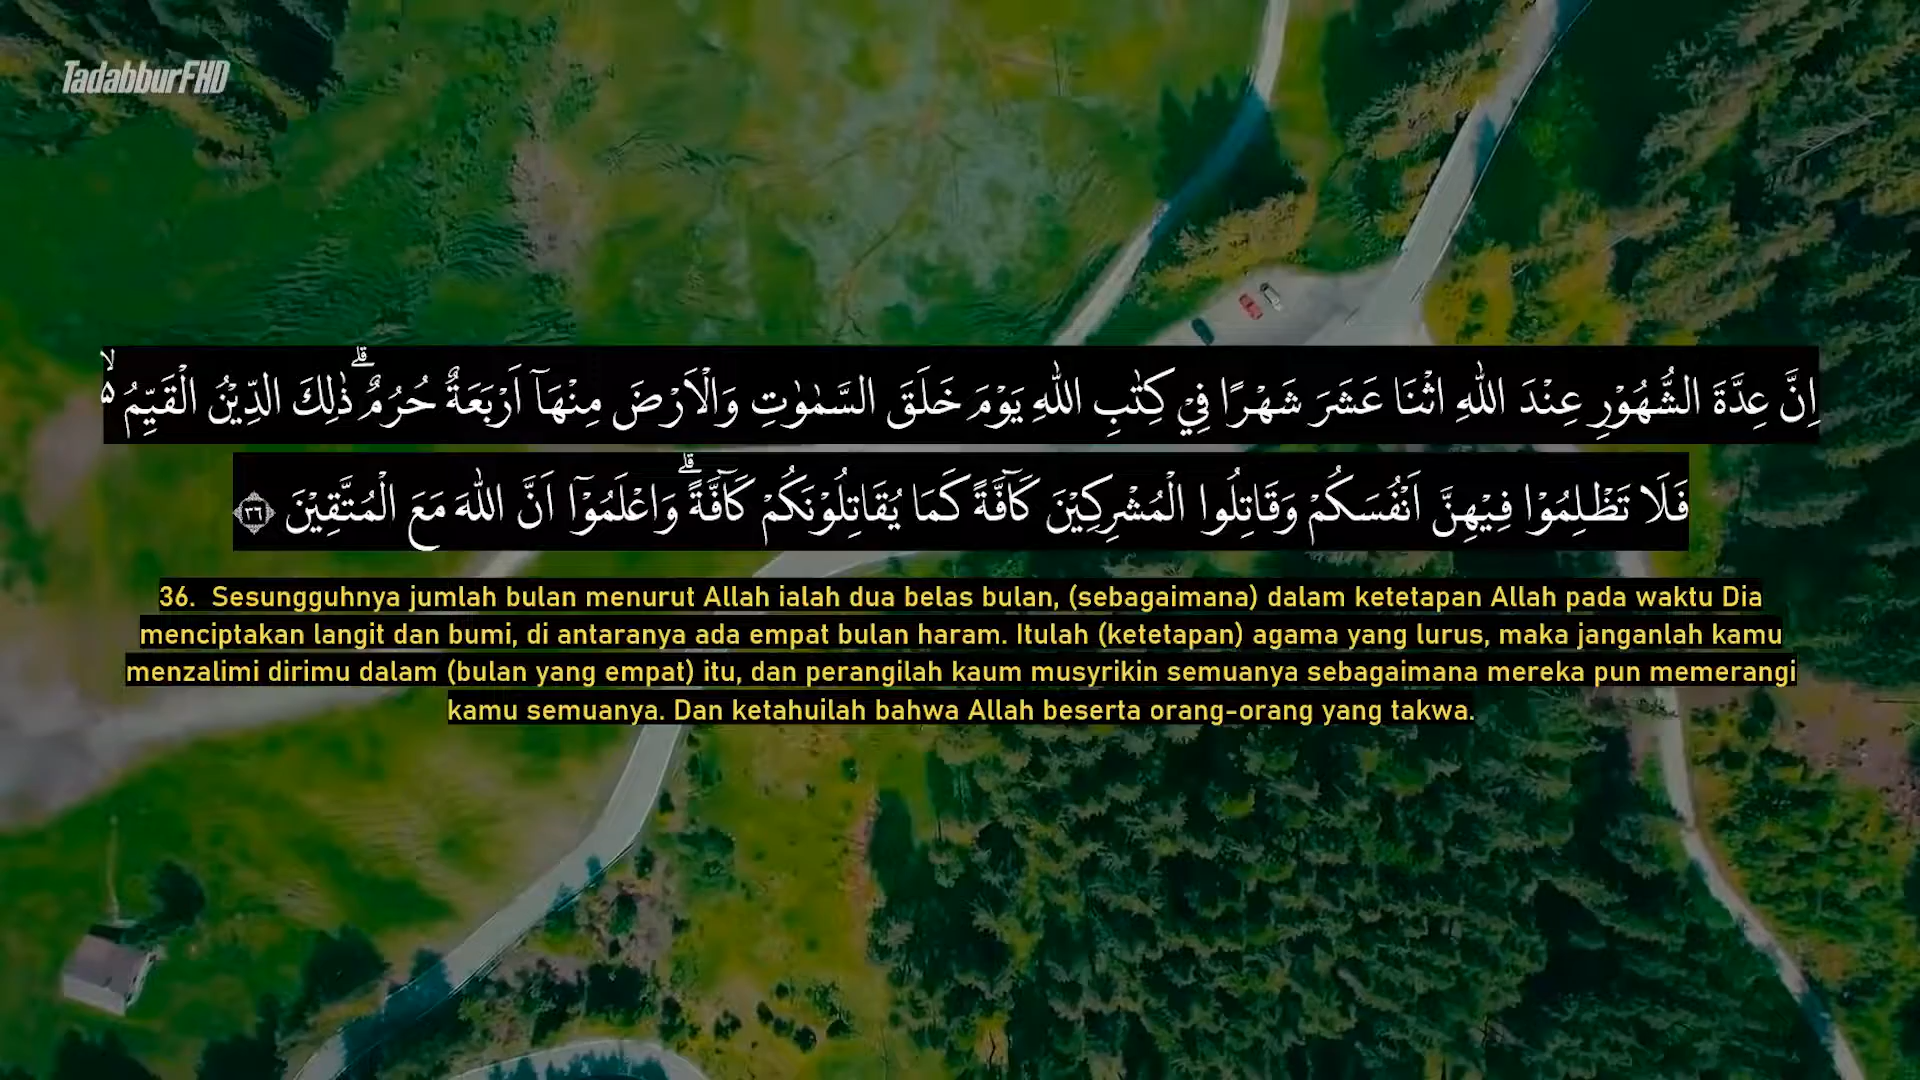 TadabburFHD
اِنَّ عِدَّةَ الشُّهُوْرِ عِنْدَ اللّٰهِ اثْنَا عَشَرَ شَهْرًا فِيْ كِتٰبِ اللّٰهِ يَوْمَ خَلَقَ السَّمٰوٰتِ وَالْاَرْضَ مِنْهَآ اَرْبَعَةٌ حُرُمٌ ۗذٰلِكَ الدِّيْنُ الْقَيِّمُ ۙ۵
فَلَا تَظْلِمُوْا فِيْهِنَّ اَنْفُسَكُمْ وَقَاتِلُوا الْمُشْرِكِيْنَ كَاۤفَّةً كَمَا يُقَاتِلُوْنَكُمْ كَاۤفَّةً ۗوَاعْلَمُوْٓا اَنَّ اللّٰهَ مَعَ الْمُتَّقِيْنَ ٣٦
36. Sesungguhnya jumlah bulan menurut Allah ialah dua belas bulan, (sebagaimana) dalam ketetapan Allah pada waktu Dia
menciptakan langit dan bumi, di antaranya ada empat bulan haram. Itulah (ketetapan) agama yang lurus, maka janganlah kamu
menzalimi dirimu dalam (bulan yang empat) itu, dan perangilah kaum musyrikin semuanya sebagaimana mereka pun memerangi
kamu semuanya. Dan ketahuilah bahwa Allah beserta orang-orang yang takwa.